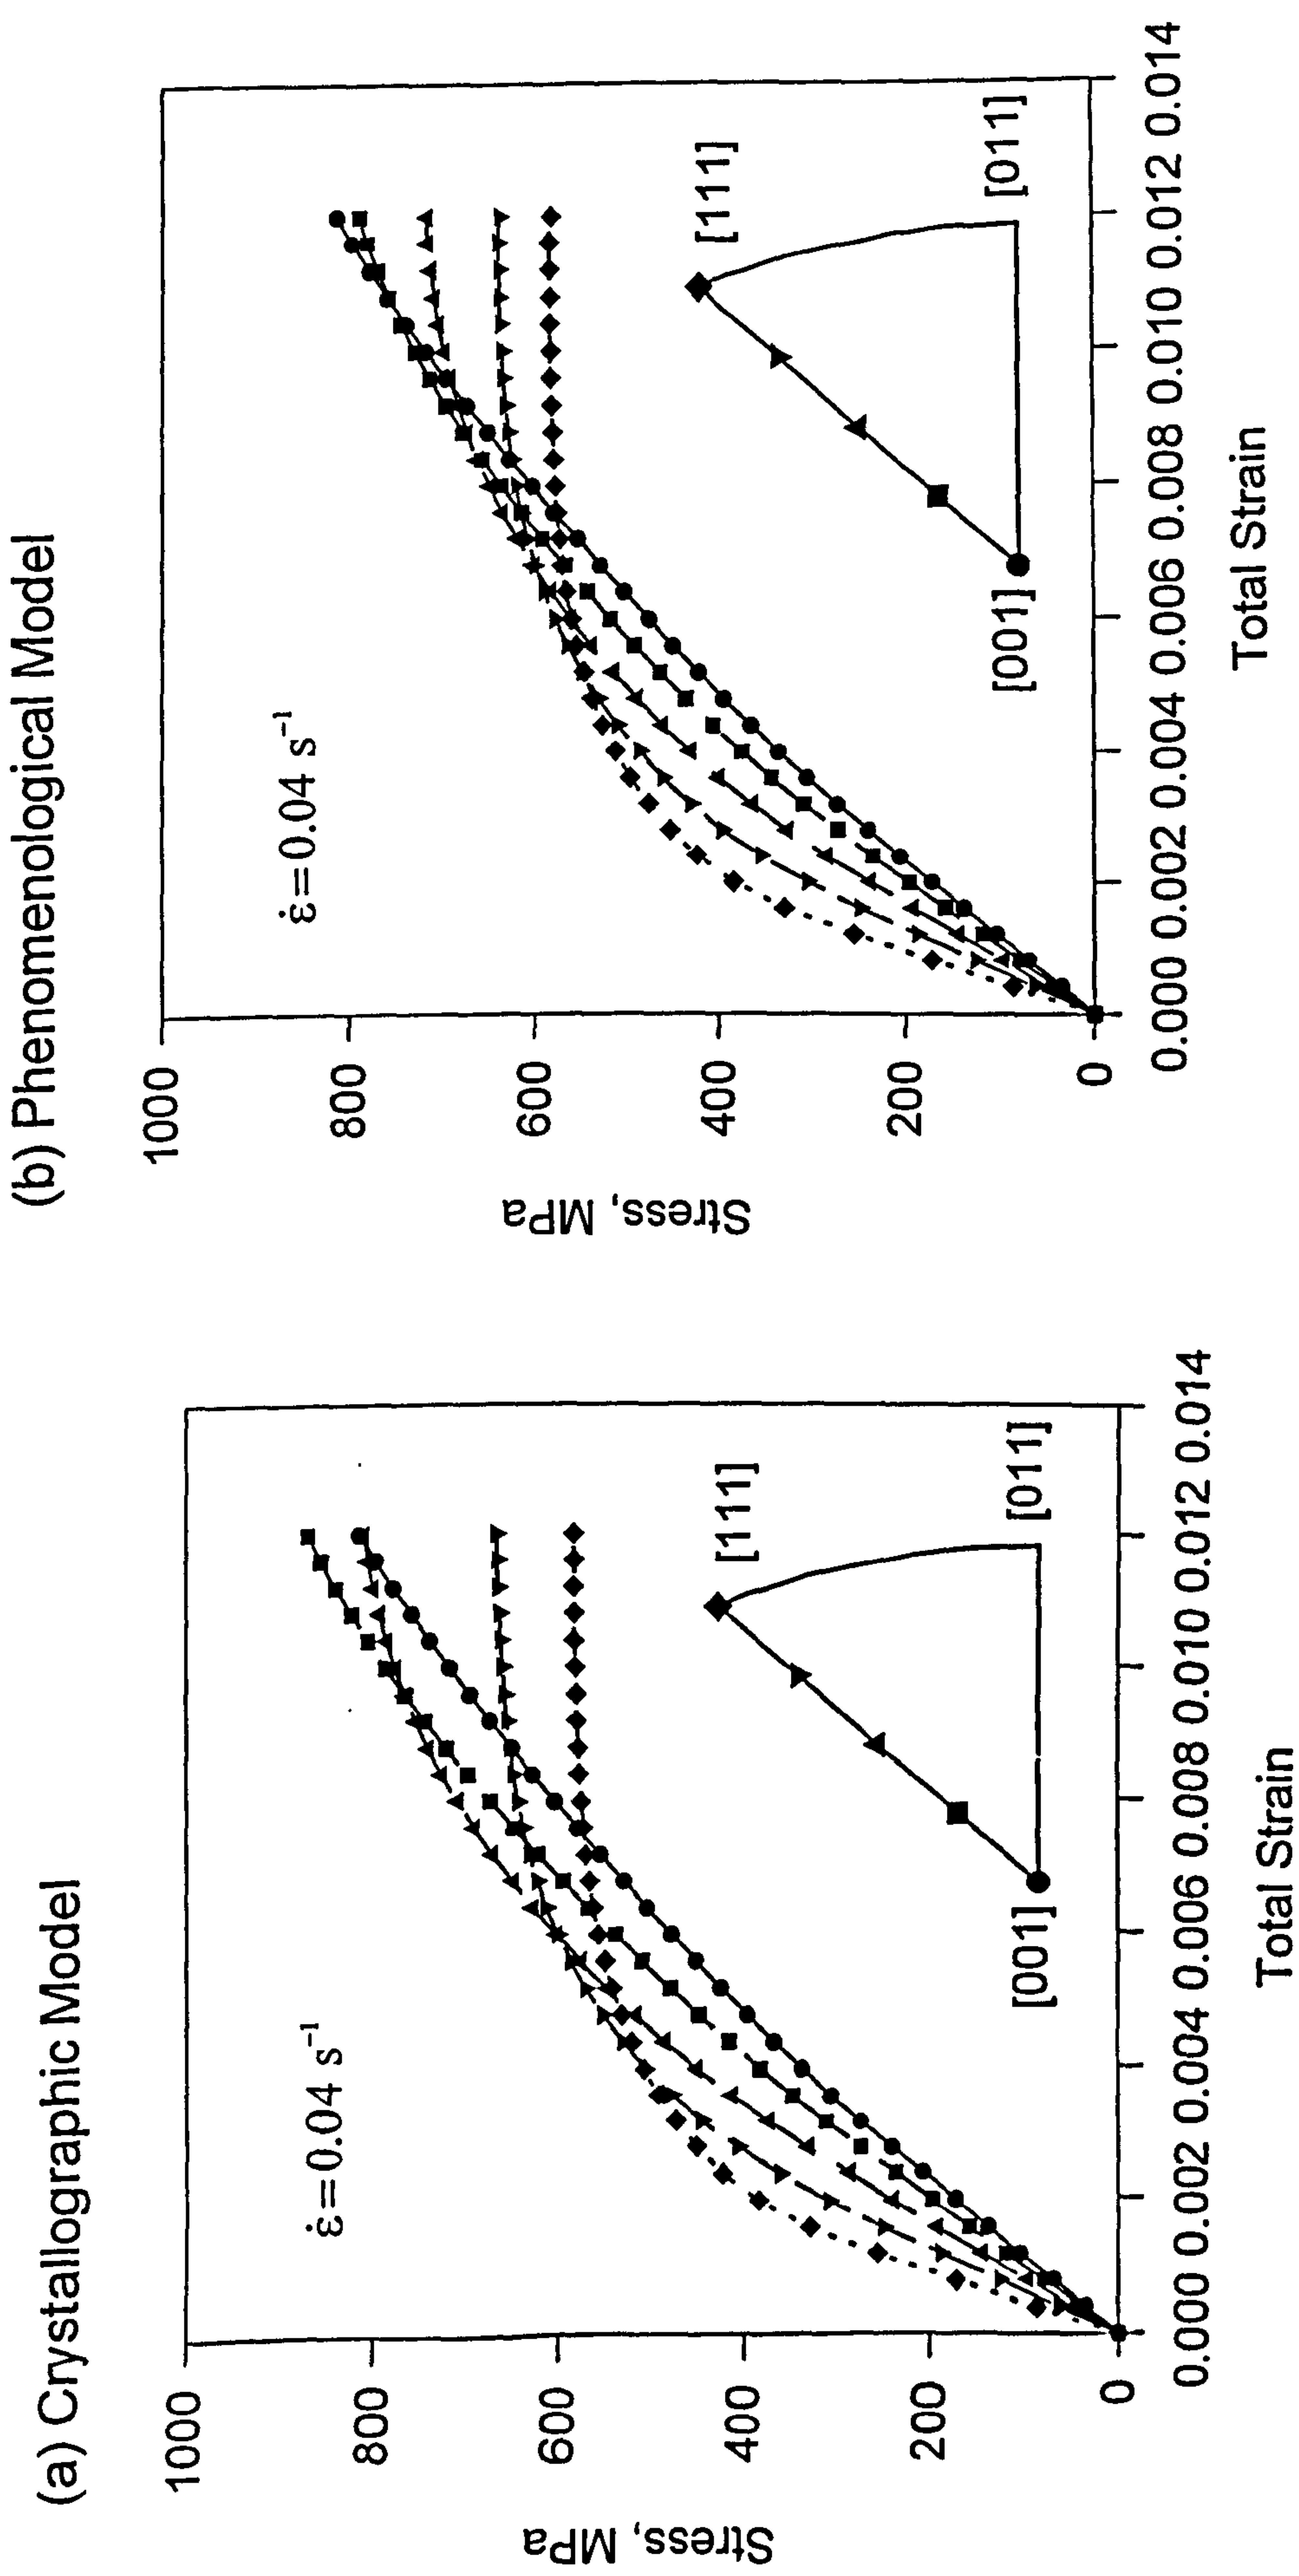 (a) Crystallographic Model
1000
800
600
400
200
0
Stress, MPa
ε̇=0.04 s⁻¹
[111]
[001]
[011]
0.000 0.002 0.004 0.006 0.008 0.010 0.012 0.014
Total Strain
(b) Phenomenological Model
1000
800
600
400
200
0
Stress, MPa
ε̇=0.04 s⁻¹
[111]
[001]
[011]
0.000 0.002 0.004 0.006 0.008 0.010 0.012 0.014
Total Strain